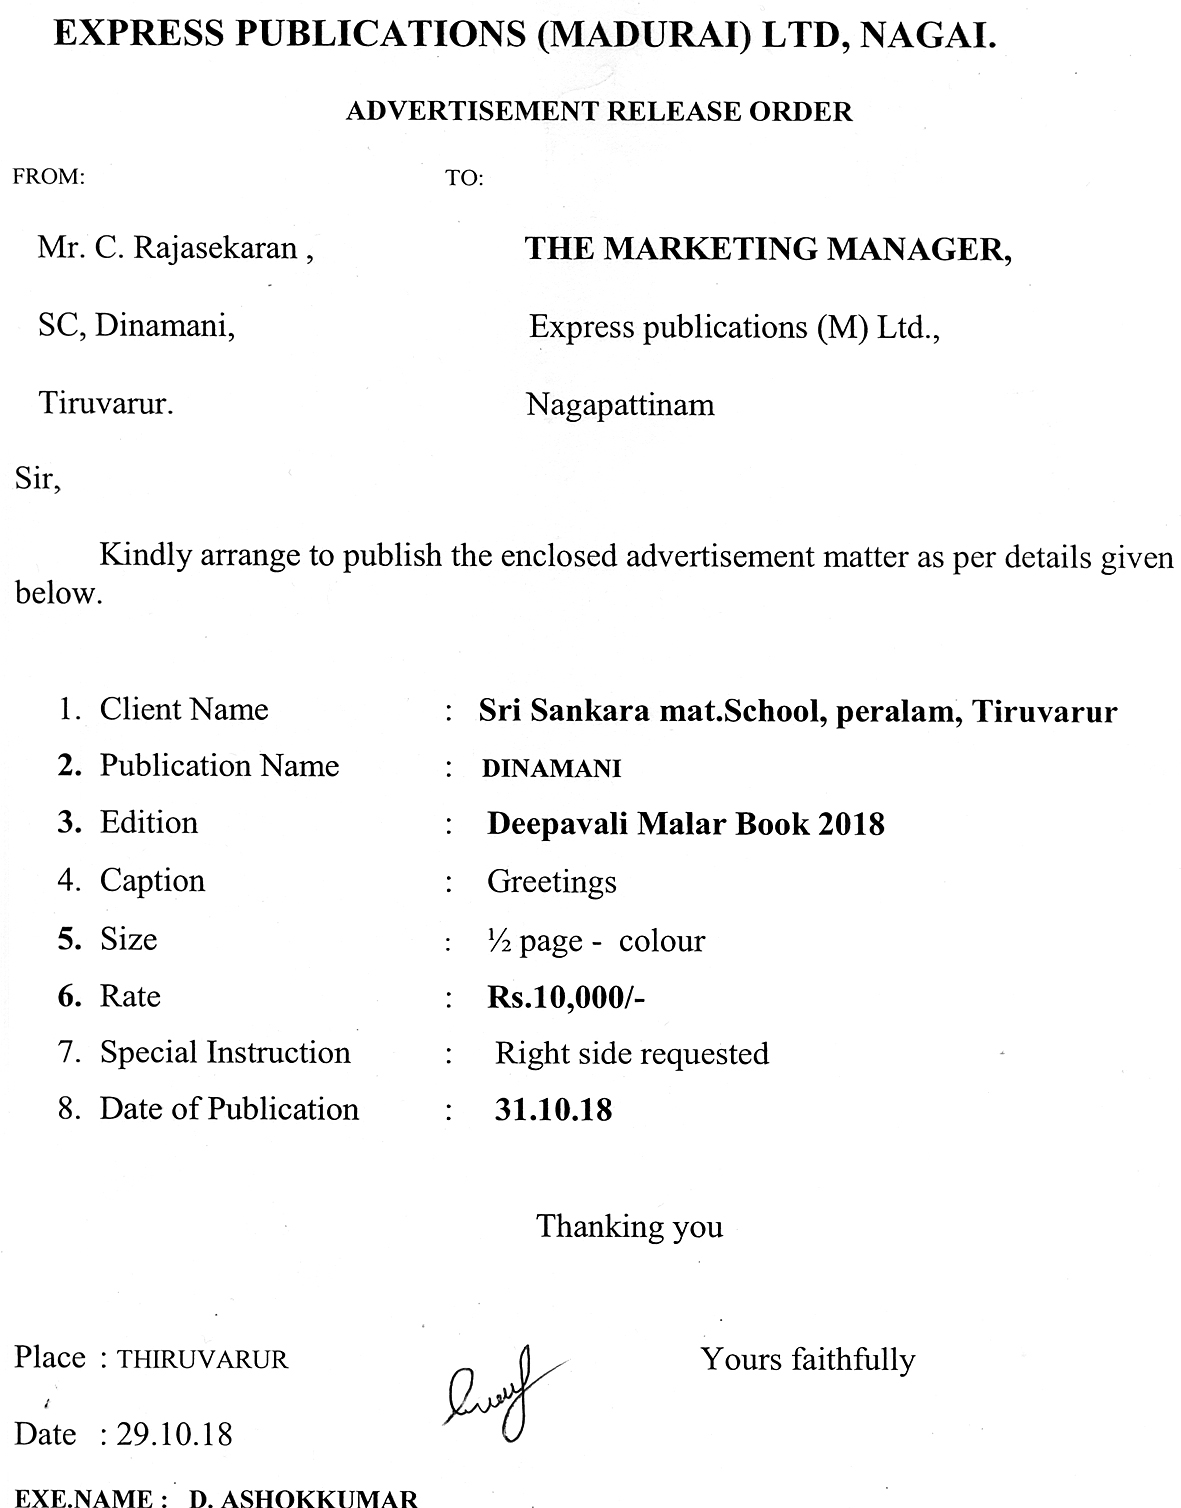 EXPRESS PUBLICATIONS (MADURAI) LTD, NAGAI.
ADVERTISEMENT RELEASE ORDER
FROM: TO:
Mr. C. Rajasekaran , THE MARKETING MANAGER,
SC, Dinamani, Express publications (M) Ltd.,
Tiruvarur. Nagapattinam
Sir,
Kindly arrange to publish the enclosed advertisement matter as per details given
below.
1. Client Name : Sri Sankara mat.School, peralam, Tiruvarur
2. Publication Name : DINAMANI
3. Edition : Deepavali Malar Book 2018
4. Caption : Greetings
5. Size : ½ page - colour
6. Rate : Rs.10,000/-
7. Special Instruction : Right side requested
8. Date of Publication : 31.10.18
Thanking you
Place : THIRUVARUR Yours faithfully
Date : 29.10.18
EXE.NAME : D. ASHOKKUMAR